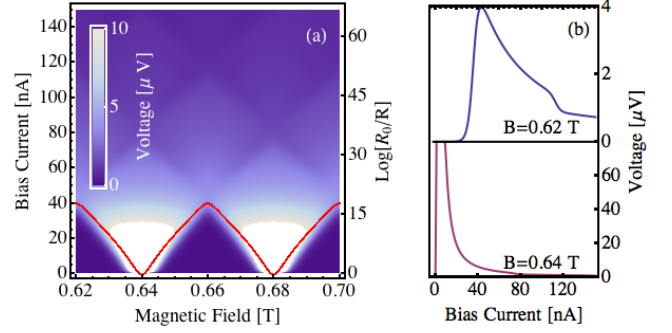 (a)
Bias Current [nA]
140
120
100
80
60
40
20
0
10
5
0
Voltage [μ V]
60
45
30
15
0
Log[R₀/R]
0.62 0.64 0.66 0.68 0.70
Magnetic Field [T]
(b)
4
2
0
B=0.62 T
60
40
20
0
B=0.64 T
Voltage [μV]
0 40 80 120
Bias Current [nA]